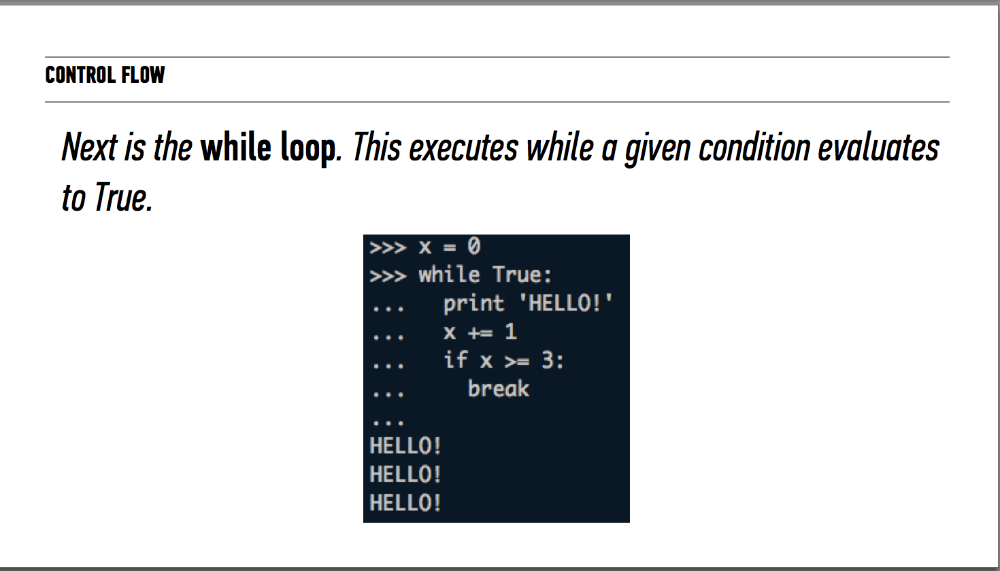 CONTROL FLOW
Next is the while loop. This executes while a given condition evaluates
to True.
>>> x = 0
>>> while True:
...   print 'HELLO!'
...   x += 1
...   if x >= 3:
...     break
...
HELLO!
HELLO!
HELLO!